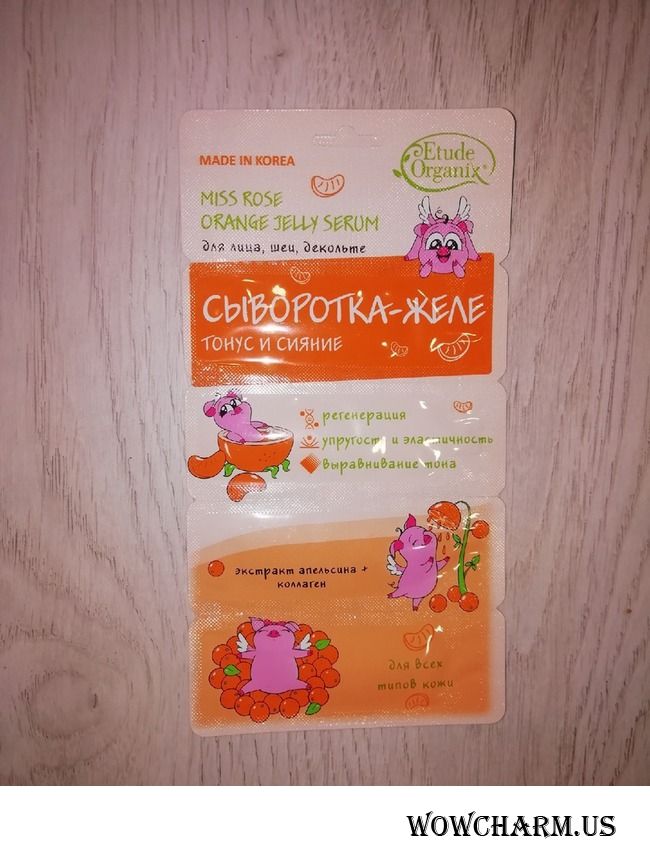 MADE IN KOREA
Etude
Organix®
MISS ROSE
ORANGE JELLY SERUM
для лица, шеи, декольте
СЫВОРОТКА-ЖЕЛЕ
ТОНУС И СИЯНИЕ
регенерация
упругость и эластичность
выравнивание тона
экстракт апельсина +
коллаген
для всех
типов кожи
WOWCHARM.US